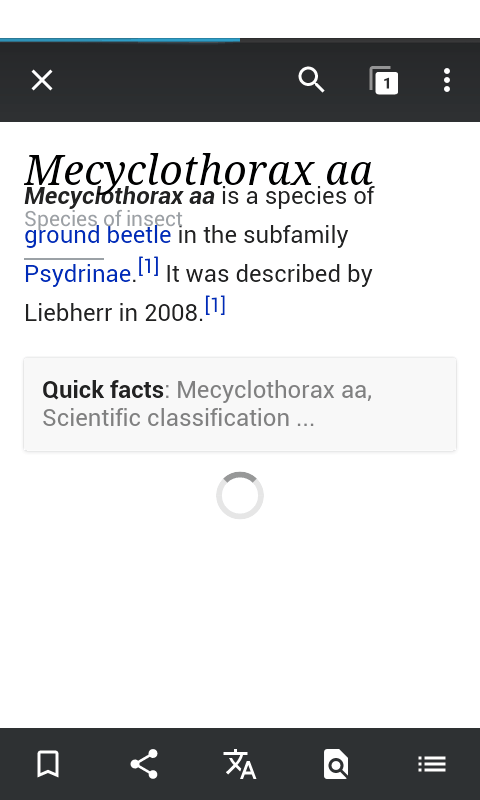 1
Mecyclothorax aa
Mecyclothorax aa is a species of
Species of insect
ground beetle in the subfamily
Psydrinae.[1] It was described by
Liebherr in 2008.[1]
Quick facts: Mecyclothorax aa,
Scientific classification ...